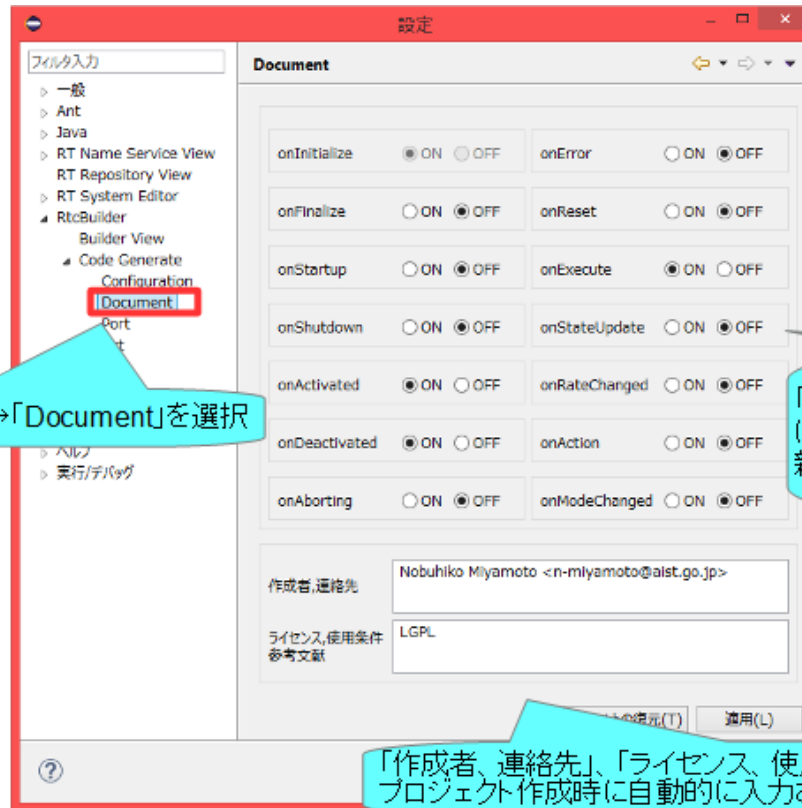 設定
フィルタ入力
一般
Ant
Java
RT Name Service View
RT Repository View
RT System Editor
RtcBuilder
Builder View
Code Generate
Configuration
Document
Port
→「Document」を選択
ヘルプ
実行/デバッグ
Document
onInitialize ON OFF onError ON OFF
onFinalize ON OFF onReset ON OFF
onStartup ON OFF onExecute ON OFF
onShutdown ON OFF onStateUpdate ON OFF
onActivated ON OFF onRateChanged ON OFF
onDeactivated ON OFF onAction ON OFF
onAborting ON OFF onModeChanged ON OFF
作成者,連絡先 Nobuhiko Miyamoto <n-miyamoto@aist.go.jp>
ライセンス,使用条件 LGPL
参考文献
の復元(T) 適用(L)
「作成者、連絡先」、「ライセンス、使
プロジェクト作成時に自動的に入力